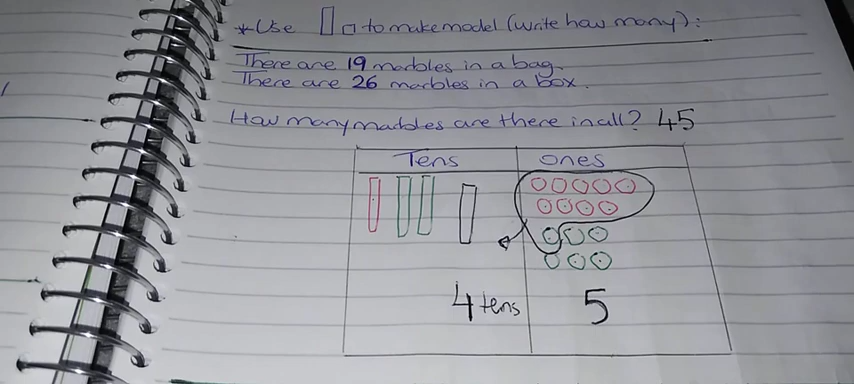 *Use ▯ □ to make model (write how many):
There are 19 marbles in a bag.
There are 26 marbles in a box.
How many marbles are there in all? 45
Tens ones
4 tens 5